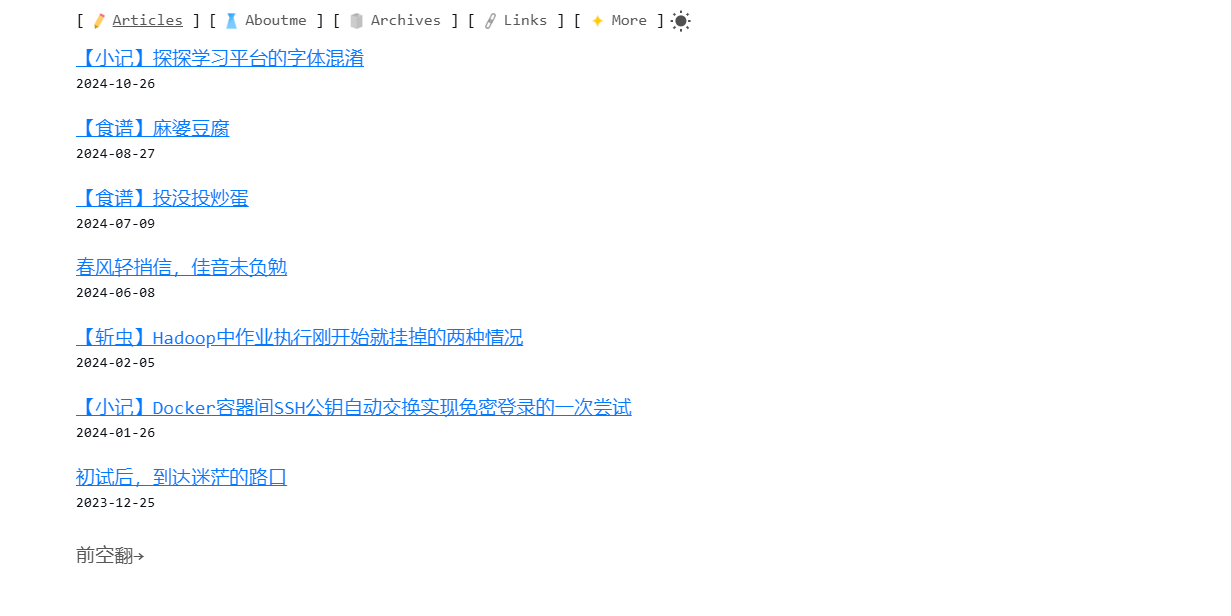 [ Articles ] [ Aboutme ] [ Archives ] [ Links ] [ More ]
【小记】探探学习平台的字体混淆
2024-10-26
【食谱】麻婆豆腐
2024-08-27
【食谱】投没投炒蛋
2024-07-09
春风轻捎信，佳音未负勉
2024-06-08
【斩虫】Hadoop中作业执行刚开始就挂掉的两种情况
2024-02-05
【小记】Docker容器间SSH公钥自动交换实现免密登录的一次尝试
2024-01-26
初试后，到达迷茫的路口
2023-12-25
前空翻→